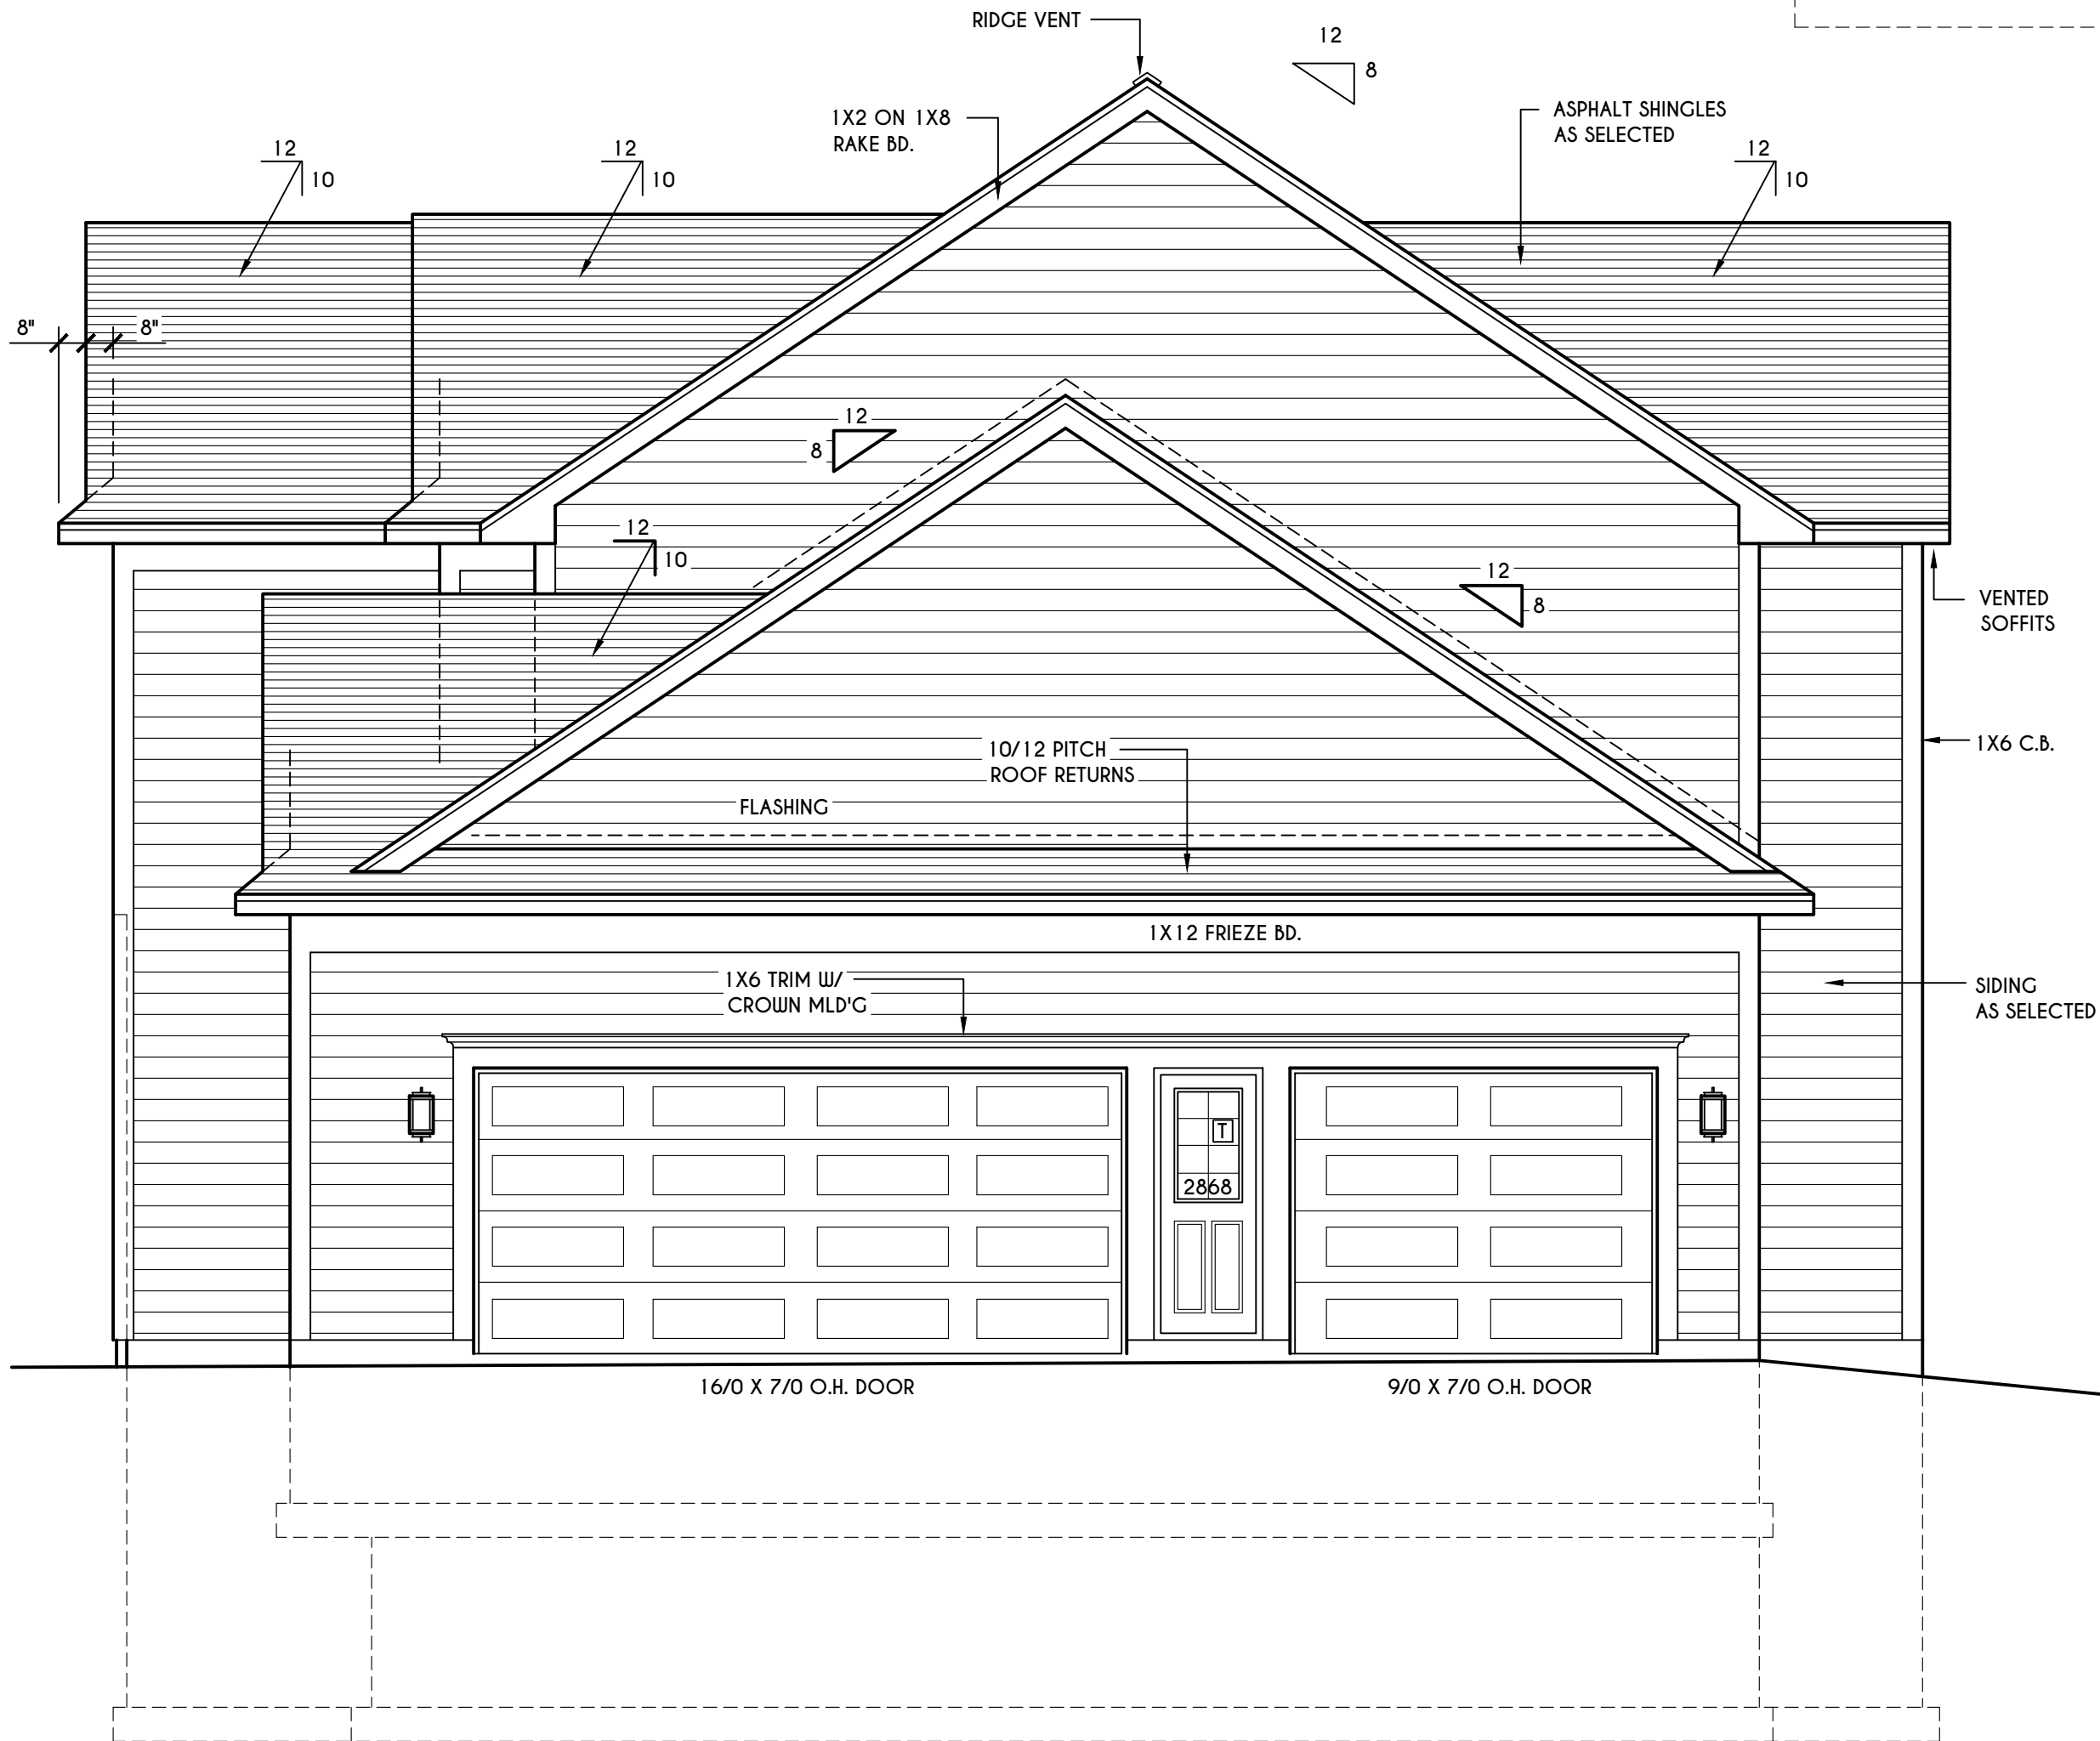 RIDGE VENT
12
8
1X2 ON 1X8
RAKE BD.
ASPHALT SHINGLES
AS SELECTED
12
10
12
10
12
10
8"
8"
12
8
12
10
12
8
VENTED
SOFFITS
10/12 PITCH
ROOF RETURNS
1X6 C.B.
FLASHING
1X12 FRIEZE BD.
1X6 TRIM W/
CROWN MLD'G
SIDING
AS SELECTED
T
2868
16/0 X 7/0 O.H. DOOR
9/0 X 7/0 O.H. DOOR